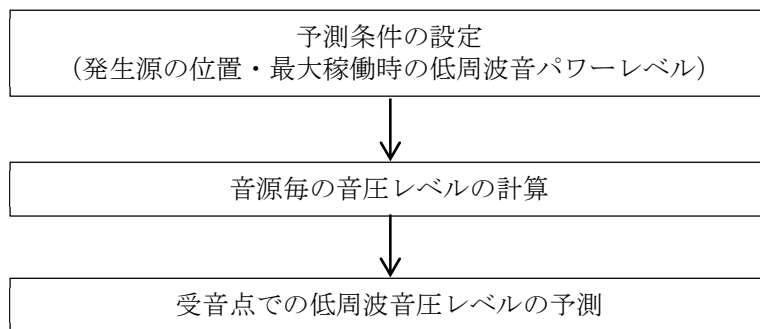 予測条件の設定
(発生源の位置・最大稼働時の低周波音パワーレベル)
音源毎の音圧レベルの計算
受音点での低周波音圧レベルの予測